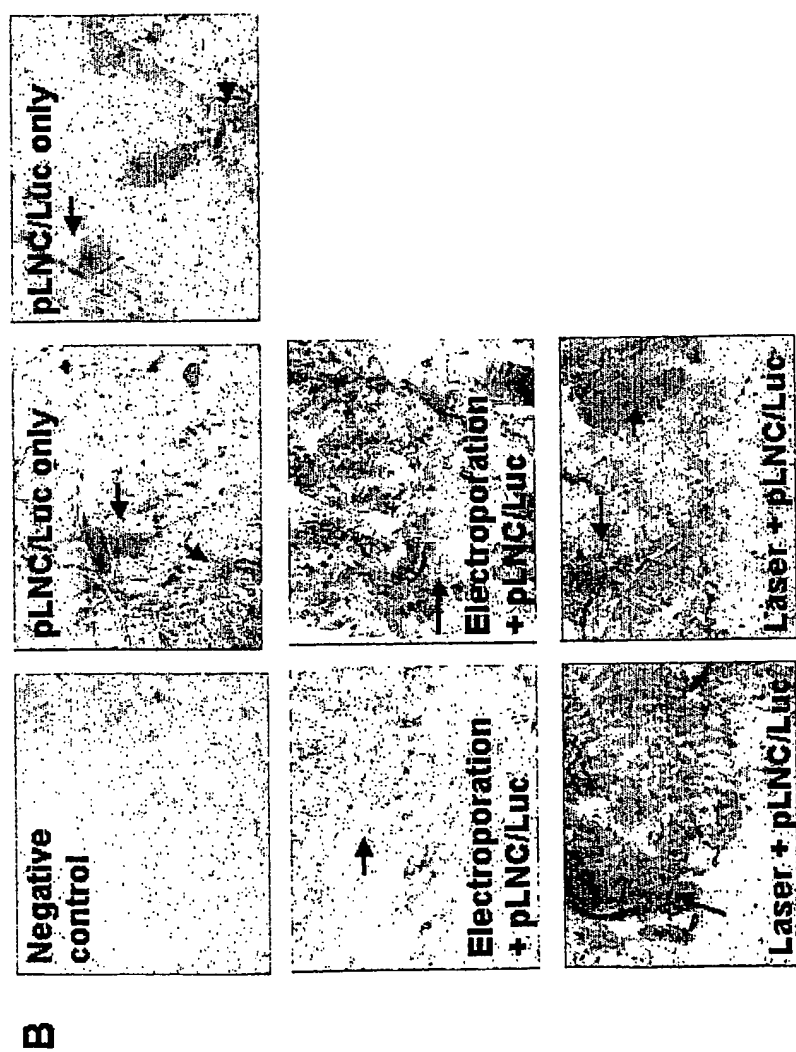 B
Negative
control
pLNC/Luc only
pLNC/Luc only
Electroporation
+ pLNC/Luc
Electroporation
+ pLNC/Luc
Laser + pLNC/Luc
Laser + pLNC/Luc